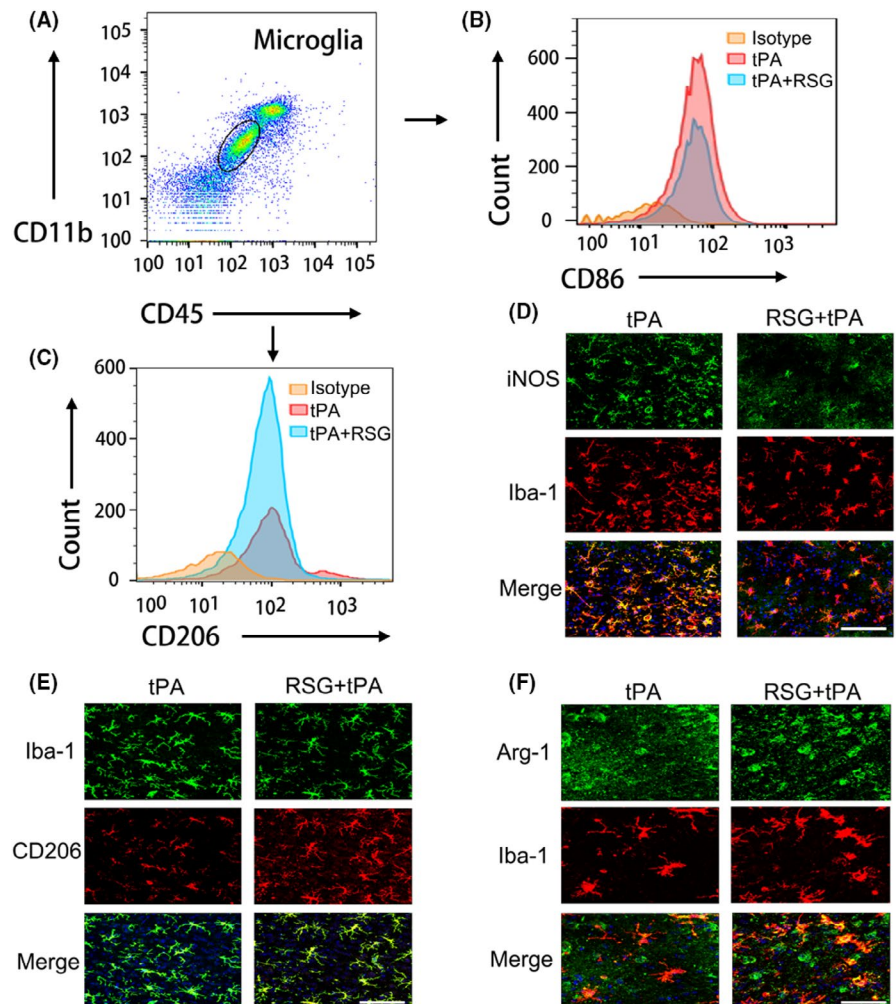 (A)
Microglia
10⁵
10⁴
10³
10²
10¹
10⁰
CD11b
10⁰ 10¹ 10² 10³ 10⁴ 10⁵
CD45
(B)
Isotype
tPA
tPA+RSG
600
400
200
0
Count
10¹ 10² 10³
CD86
(C)
Isotype
tPA
tPA+RSG
600
400
200
0
Count
10⁰ 10¹ 10² 10³
CD206
(D)
tPA RSG+tPA
iNOS
Iba-1
Merge
(E)
tPA RSG+tPA
Iba-1
CD206
Merge
(F)
tPA RSG+tPA
Arg-1
Iba-1
Merge